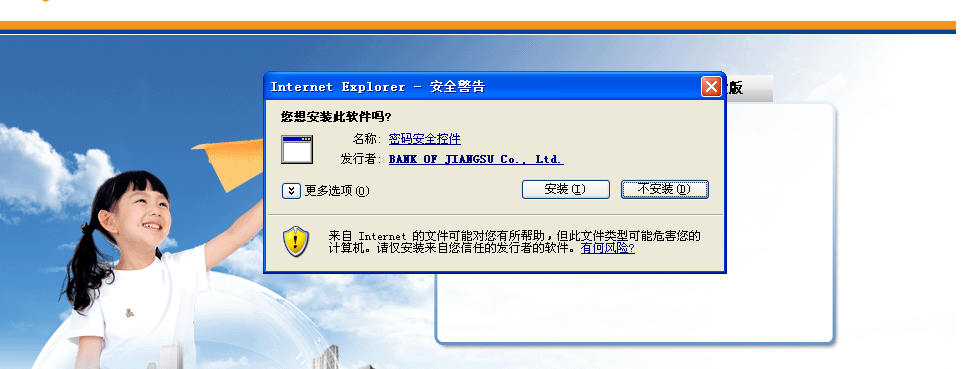 Internet Explorer - 安全警告
版
您想安装此软件吗?
名称: 密码安全控件
发行者: BANK OF JIANGSU Co., Ltd.
更多选项(O)
安装(I)
不安装(D)
来自 Internet 的文件可能对您有所帮助，但此文件类型可能危害您的
计算机。请仅安装来自您信任的发行者的软件。有何风险?